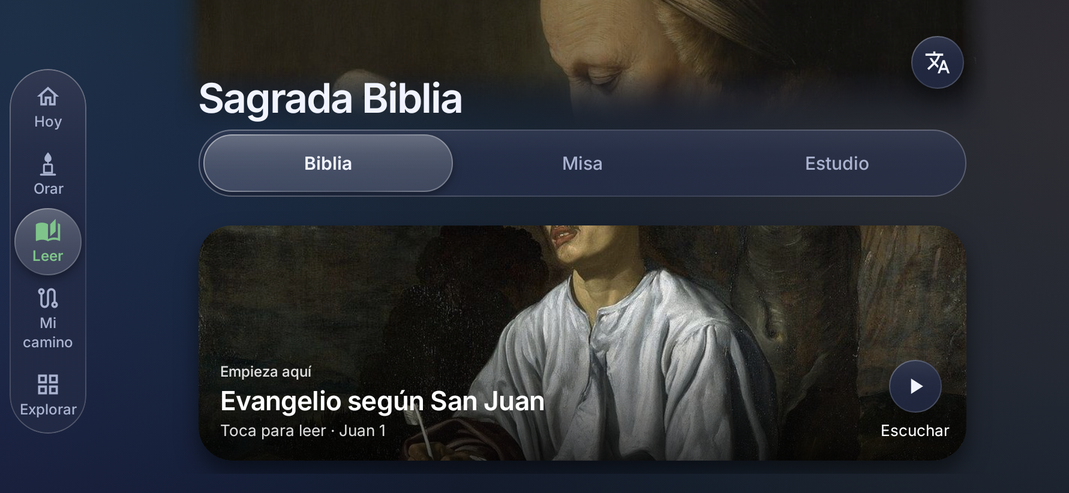 Hoy
Orar
Leer
Mi
camino
Explorar
Sagrada Biblia
Biblia
Misa
Estudio
Empieza aquí
Evangelio según San Juan
Toca para leer · Juan 1
Escuchar